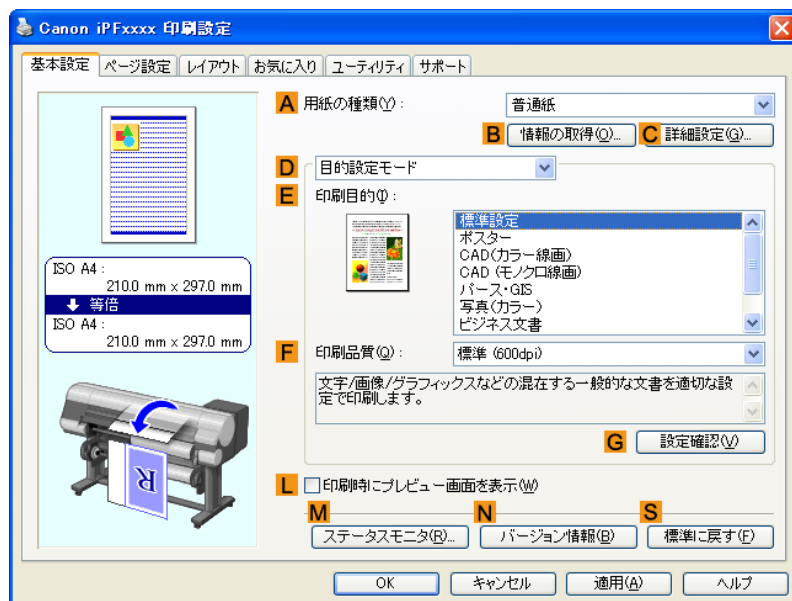 Canon iPFxxxx 印刷設定
基本設定 ページ設定 レイアウト お気に入り ユーティリティ サポート
A 用紙の種類(Y): 普通紙
B 情報の取得(O)... C 詳細設定(G)...
D 目的設定モード
E 印刷目的(I):
標準設定
ポスター
CAD(カラー線画)
CAD (モノクロ線画)
パース・GIS
写真(カラー)
ビジネス文書
ISO A4 :
210.0 mm x 297.0 mm
等倍
ISO A4 :
210.0 mm x 297.0 mm
F 印刷品質(Q): 標準 (600dpi)
文字/画像/グラフィックスなどの混在する一般的な文書を適切な設
定で印刷します。
G 設定確認(V)
R
L 印刷時にプレビュー画面を表示(W)
M N S
ステータスモニタ(R)... バージョン情報(B) 標準に戻す(F)
OK キャンセル 適用(A) ヘルプ